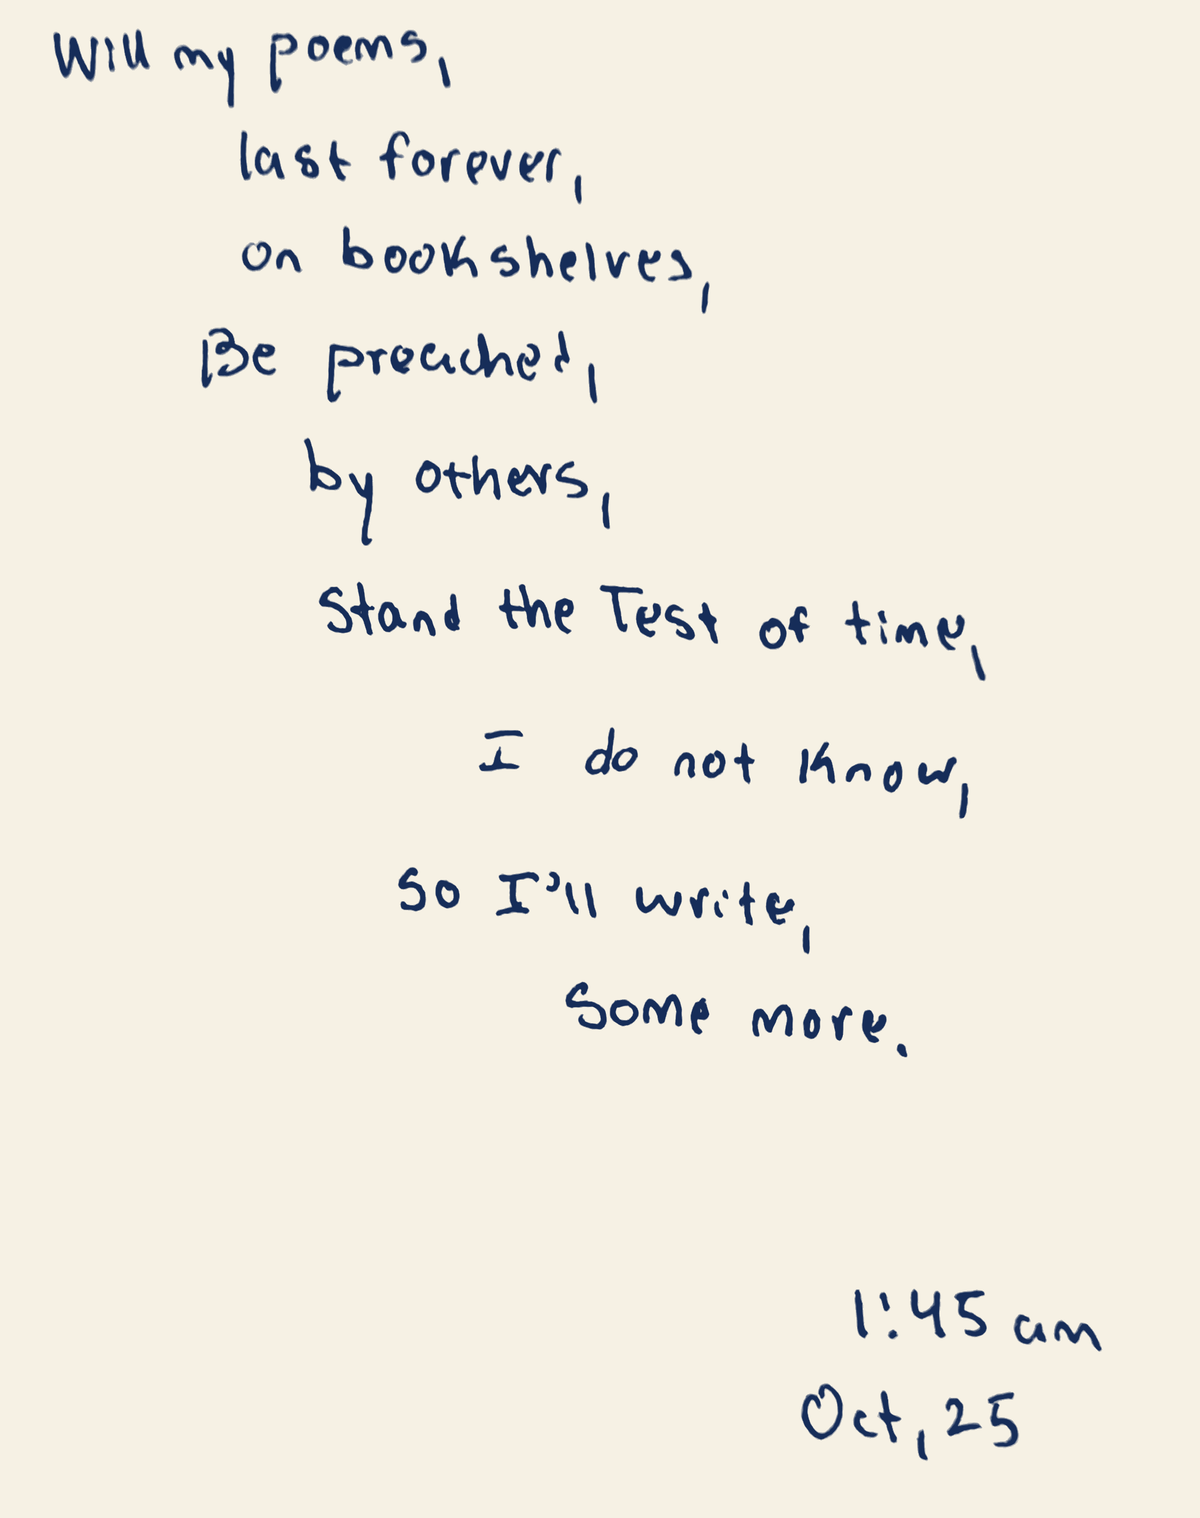 Will my poems,
last forever,
on bookshelves,
Be preached,
by others,
Stand the Test of time,
I do not know,
So I'll write,
Some more.
1:45 am
Oct, 25